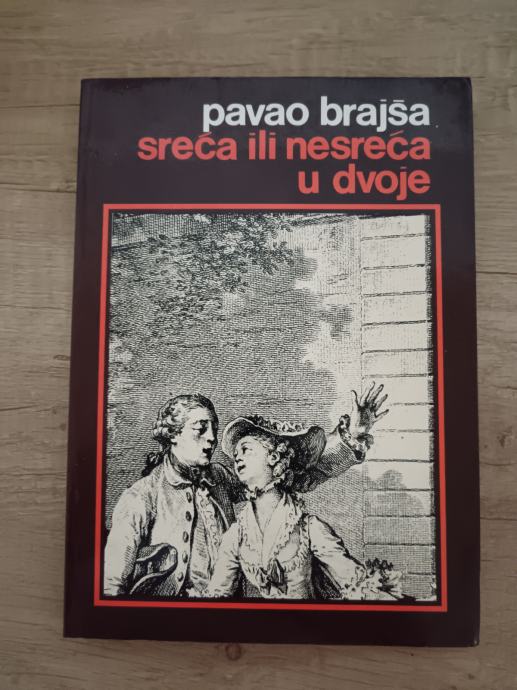 pavao brajša
sreća ili nesreća
u dvoje